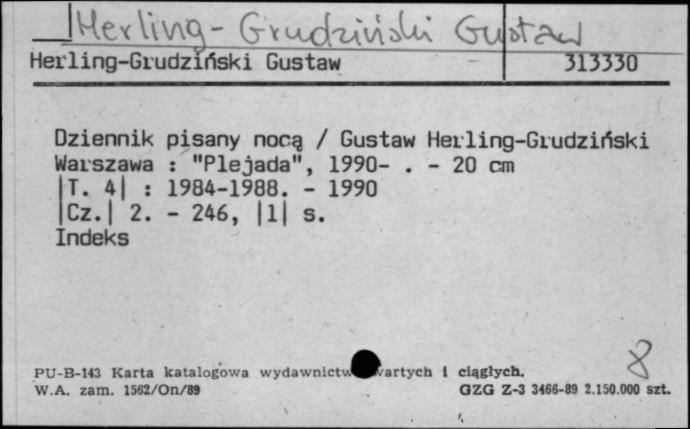 Herling-Grudziński Gustaw
Herling-Grudziński Gustaw 313330
Dziennik pisany nocą / Gustaw Herling-Grudziński
Warszawa : "Plejada", 1990- . - 20 cm
|T. 4| : 1984-1988. - 1990
|Cz.| 2. - 246, |1| s.
Indeks
8
PU-B-143 Karta katalogowa wydawnictw wartych i ciągłych.
W.A. zam. 1562/On/89 GZG Z-3 3466-89 2.150.000 szt.